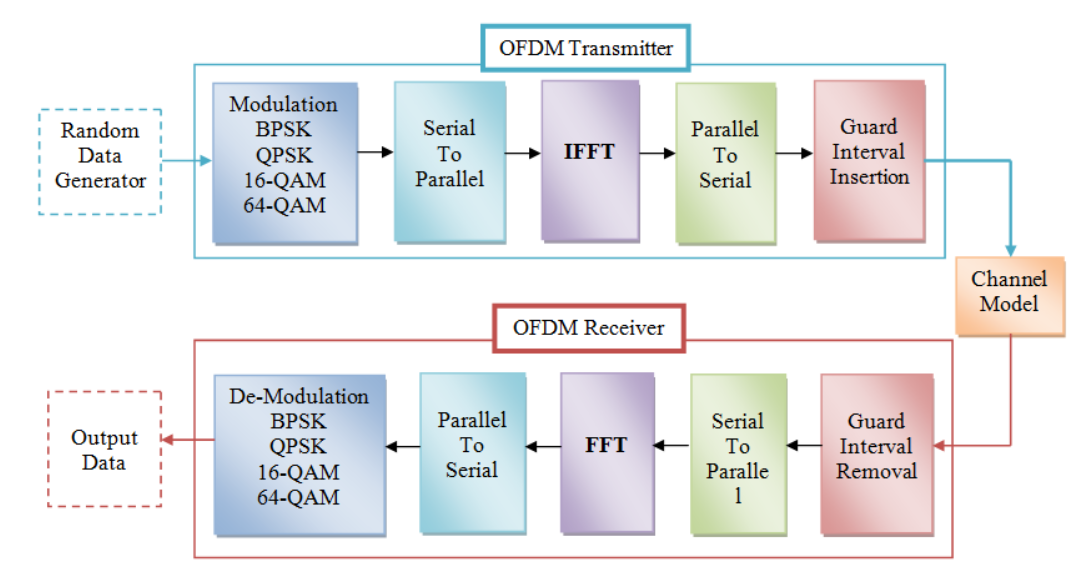 OFDM Transmitter
Random
Data
Generator
Modulation
BPSK
QPSK
16-QAM
64-QAM
Serial
To
Parallel
IFFT
Parallel
To
Serial
Guard
Interval
Insertion
Channel
Model
OFDM Receiver
Output
Data
De-Modulation
BPSK
QPSK
16-QAM
64-QAM
Parallel
To
Serial
FFT
Serial
To
Paralle
l
Guard
Interval
Removal